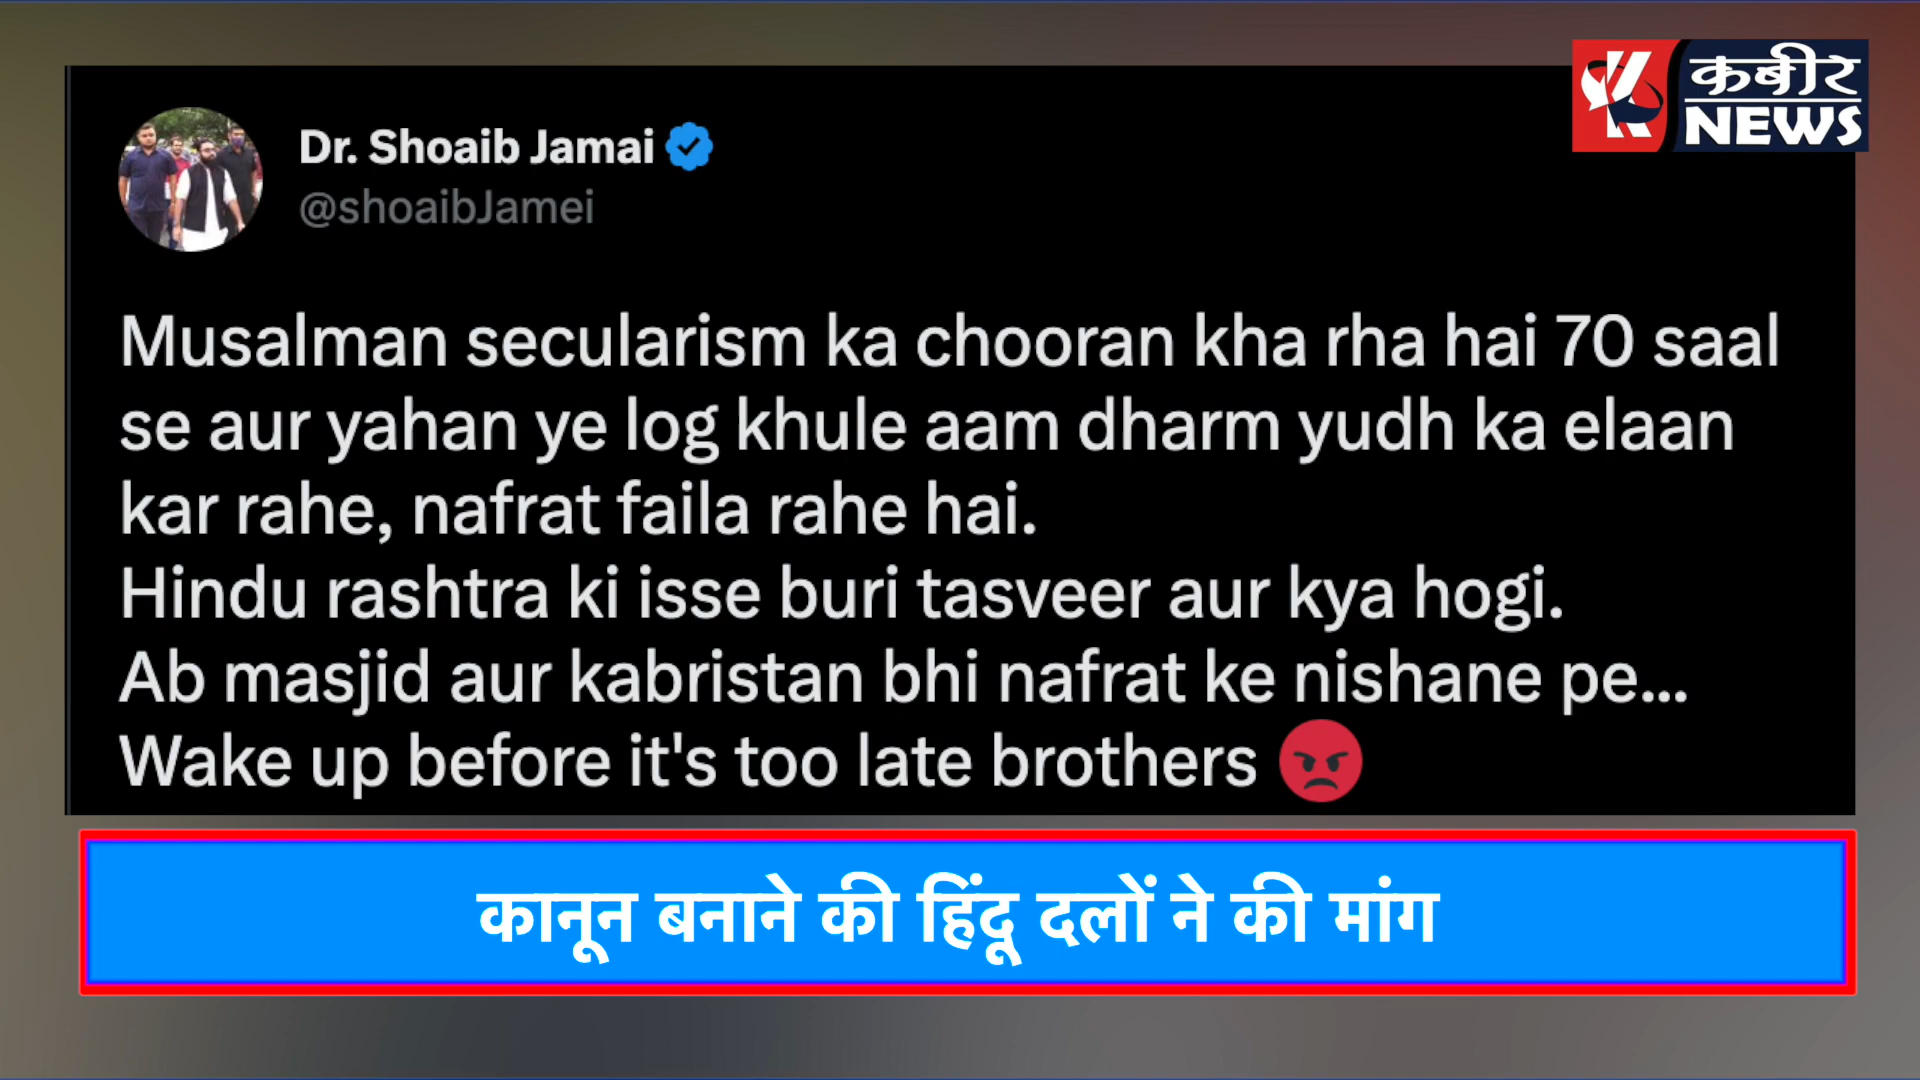 कबीर
NEWS
Dr. Shoaib Jamai
@shoaibJamei
Musalman secularism ka chooran kha rha hai 70 saal
se aur yahan ye log khule aam dharm yudh ka elaan
kar rahe, nafrat faila rahe hai.
Hindu rashtra ki isse buri tasveer aur kya hogi.
Ab masjid aur kabristan bhi nafrat ke nishane pe...
Wake up before it's too late brothers 😡
कानून बनाने की हिंदू दलों ने की मांग